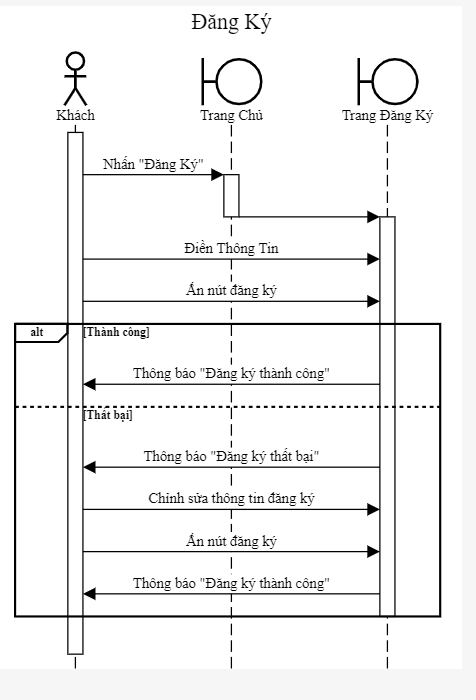 Đăng Ký
Khách
Trang Chủ
Trang Đăng Ký
Nhấn "Đăng Ký"
Điền Thông Tin
Ấn nút đăng ký
alt
[Thành công]
Thông báo "Đăng ký thành công"
[Thất bại]
Thông báo "Đăng ký thất bại"
Chỉnh sửa thông tin đăng ký
Ấn nút đăng ký
Thông báo "Đăng ký thành công"